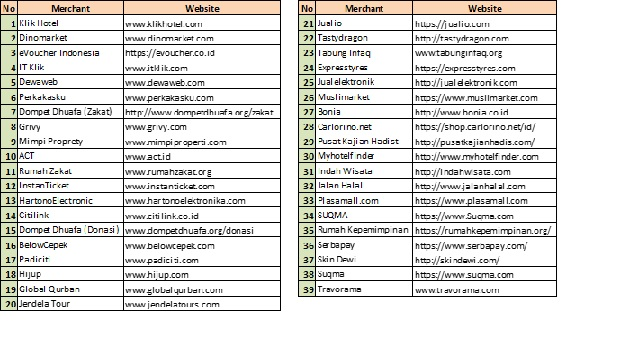 No Merchant Website
1 Klik Hotel www.klikhotel.com
2 Dinomarket www.dinomarket.com
3 eVoucher Indonesia https://evoucher.co.id
4 IT Klik www.itklik.com
5 Dewaweb www.dewaweb.com
6 Perkakasku www.perkakasku.com
7 Dompet Dhuafa (Zakat) http://www.dompetdhuafa.org/zakat
8 Grivy www.grivy.com
9 Mimpi Proprety www.mimpiproperti.com
10 ACT www.act.id
11 Rumah Zakat www.rumahzakat.org
12 InstanTicket www.instanticket.com
13 HartonoElectronic www.hartonoelektronika.com
14 Citilink www.citilink.co.id
15 Dompet Dhuafa (Donasi) www.dompetdhufa.org/donasi
16 BelowCepek www.belowcepek.com
17 Padiciti www.padiciti.com
18 Hijup www.hijup.com
19 Global Qurban www.globalqurban.com
20 Jendela Tour www.jendelatours.com
No Merchant Website
21 Jualio https://jualio.com
22 Tastydragon http://tastydragon.com
23 Tabung Infaq www.tabunginfaq.org
24 Expresstyres https://expresstyres.com
25 Jualelektronik http://jualelektronik.com
26 Muslimarket https://www.muslimarket.com
27 Bonia http://www.bonia.co.id
28 Carlorino.net https://shop.carlorino.net/id/
29 Pusat Kajian Hadist http://pusatkajianhadis.com/
30 Myhotelfinder http://www.myhotelfinder.com
31 Indah Wisata http://indahwisata.com
32 Jalan Halal http://www.jalanhalal.com
33 Plasamall.com https://www.plasamall.com
34 SUQMA https://www.Suqma.com
35 Rumah Kepemimpinan https://rumahkepemimpinan.org/
36 Serbapay https://www.serbapay.com/
37 Skin Dewi http://skindewi.com/
38 Suqma https://www.suqma.com
39 Travorama www.travorama.com